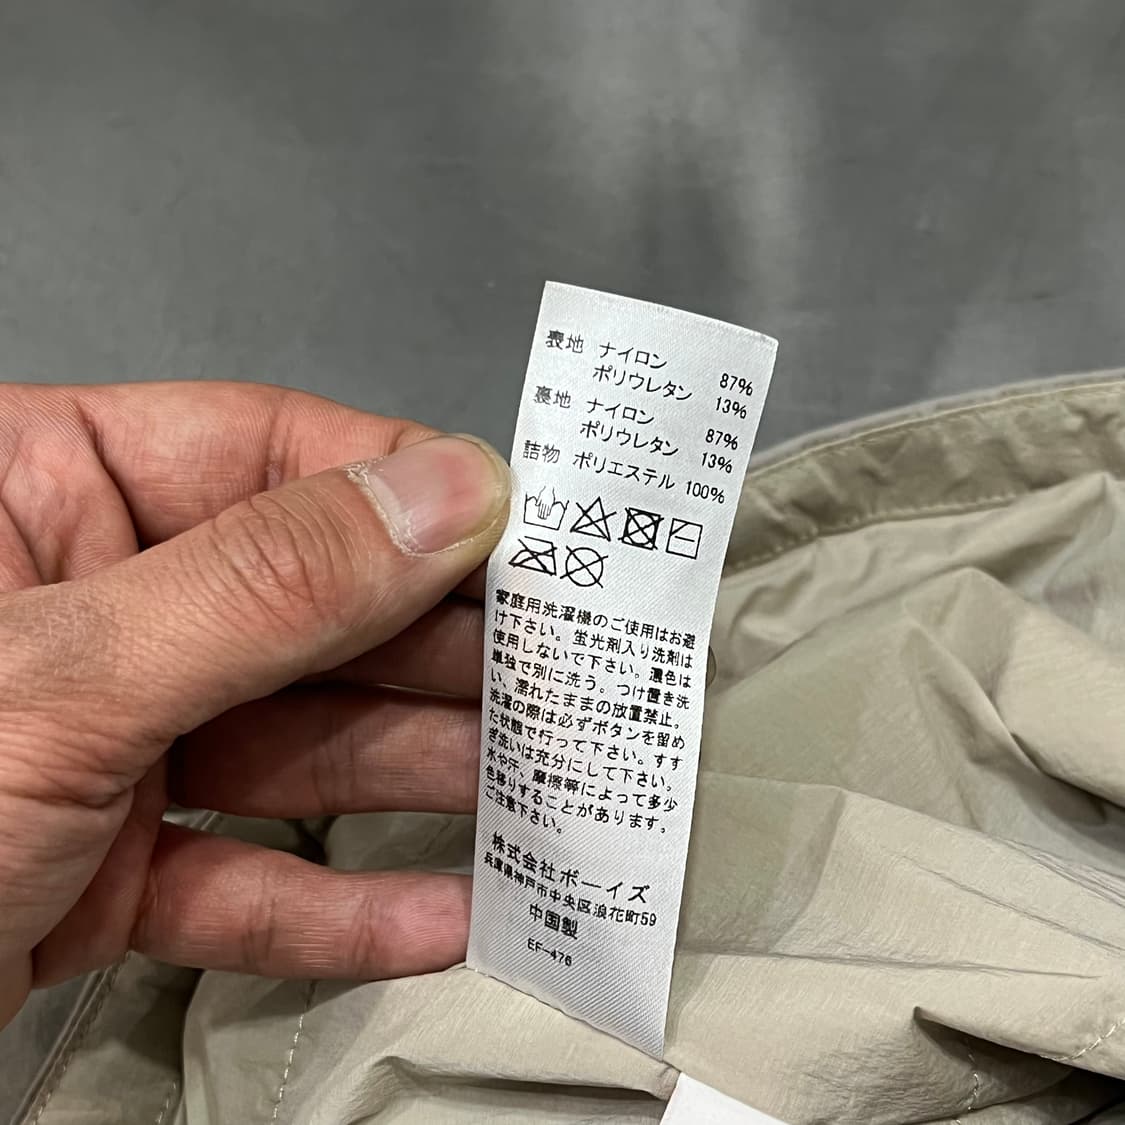 表地 ナイロン 87%
ポリウレタン 13%
裏地 ナイロン 87%
ポリウレタン 13%
詰物 ポリエステル 100%
家庭用洗濯機のご使用はお避
け下さい。蛍光剤入り洗剤は
使用しないで下さい。濃色は
単独で別に洗う。つけ置き洗
い、濡れたままの放置禁止。
洗濯の際は必ずボタンを留め
た状態で行って下さい。すす
ぎ洗いは充分にして下さい。
水や汗、摩擦等によって多少
色移りすることがあります。
ご注意下さい。
株式会社ボーイズ
兵庫県神戸市中央区浪花町59
中国製
EF-476